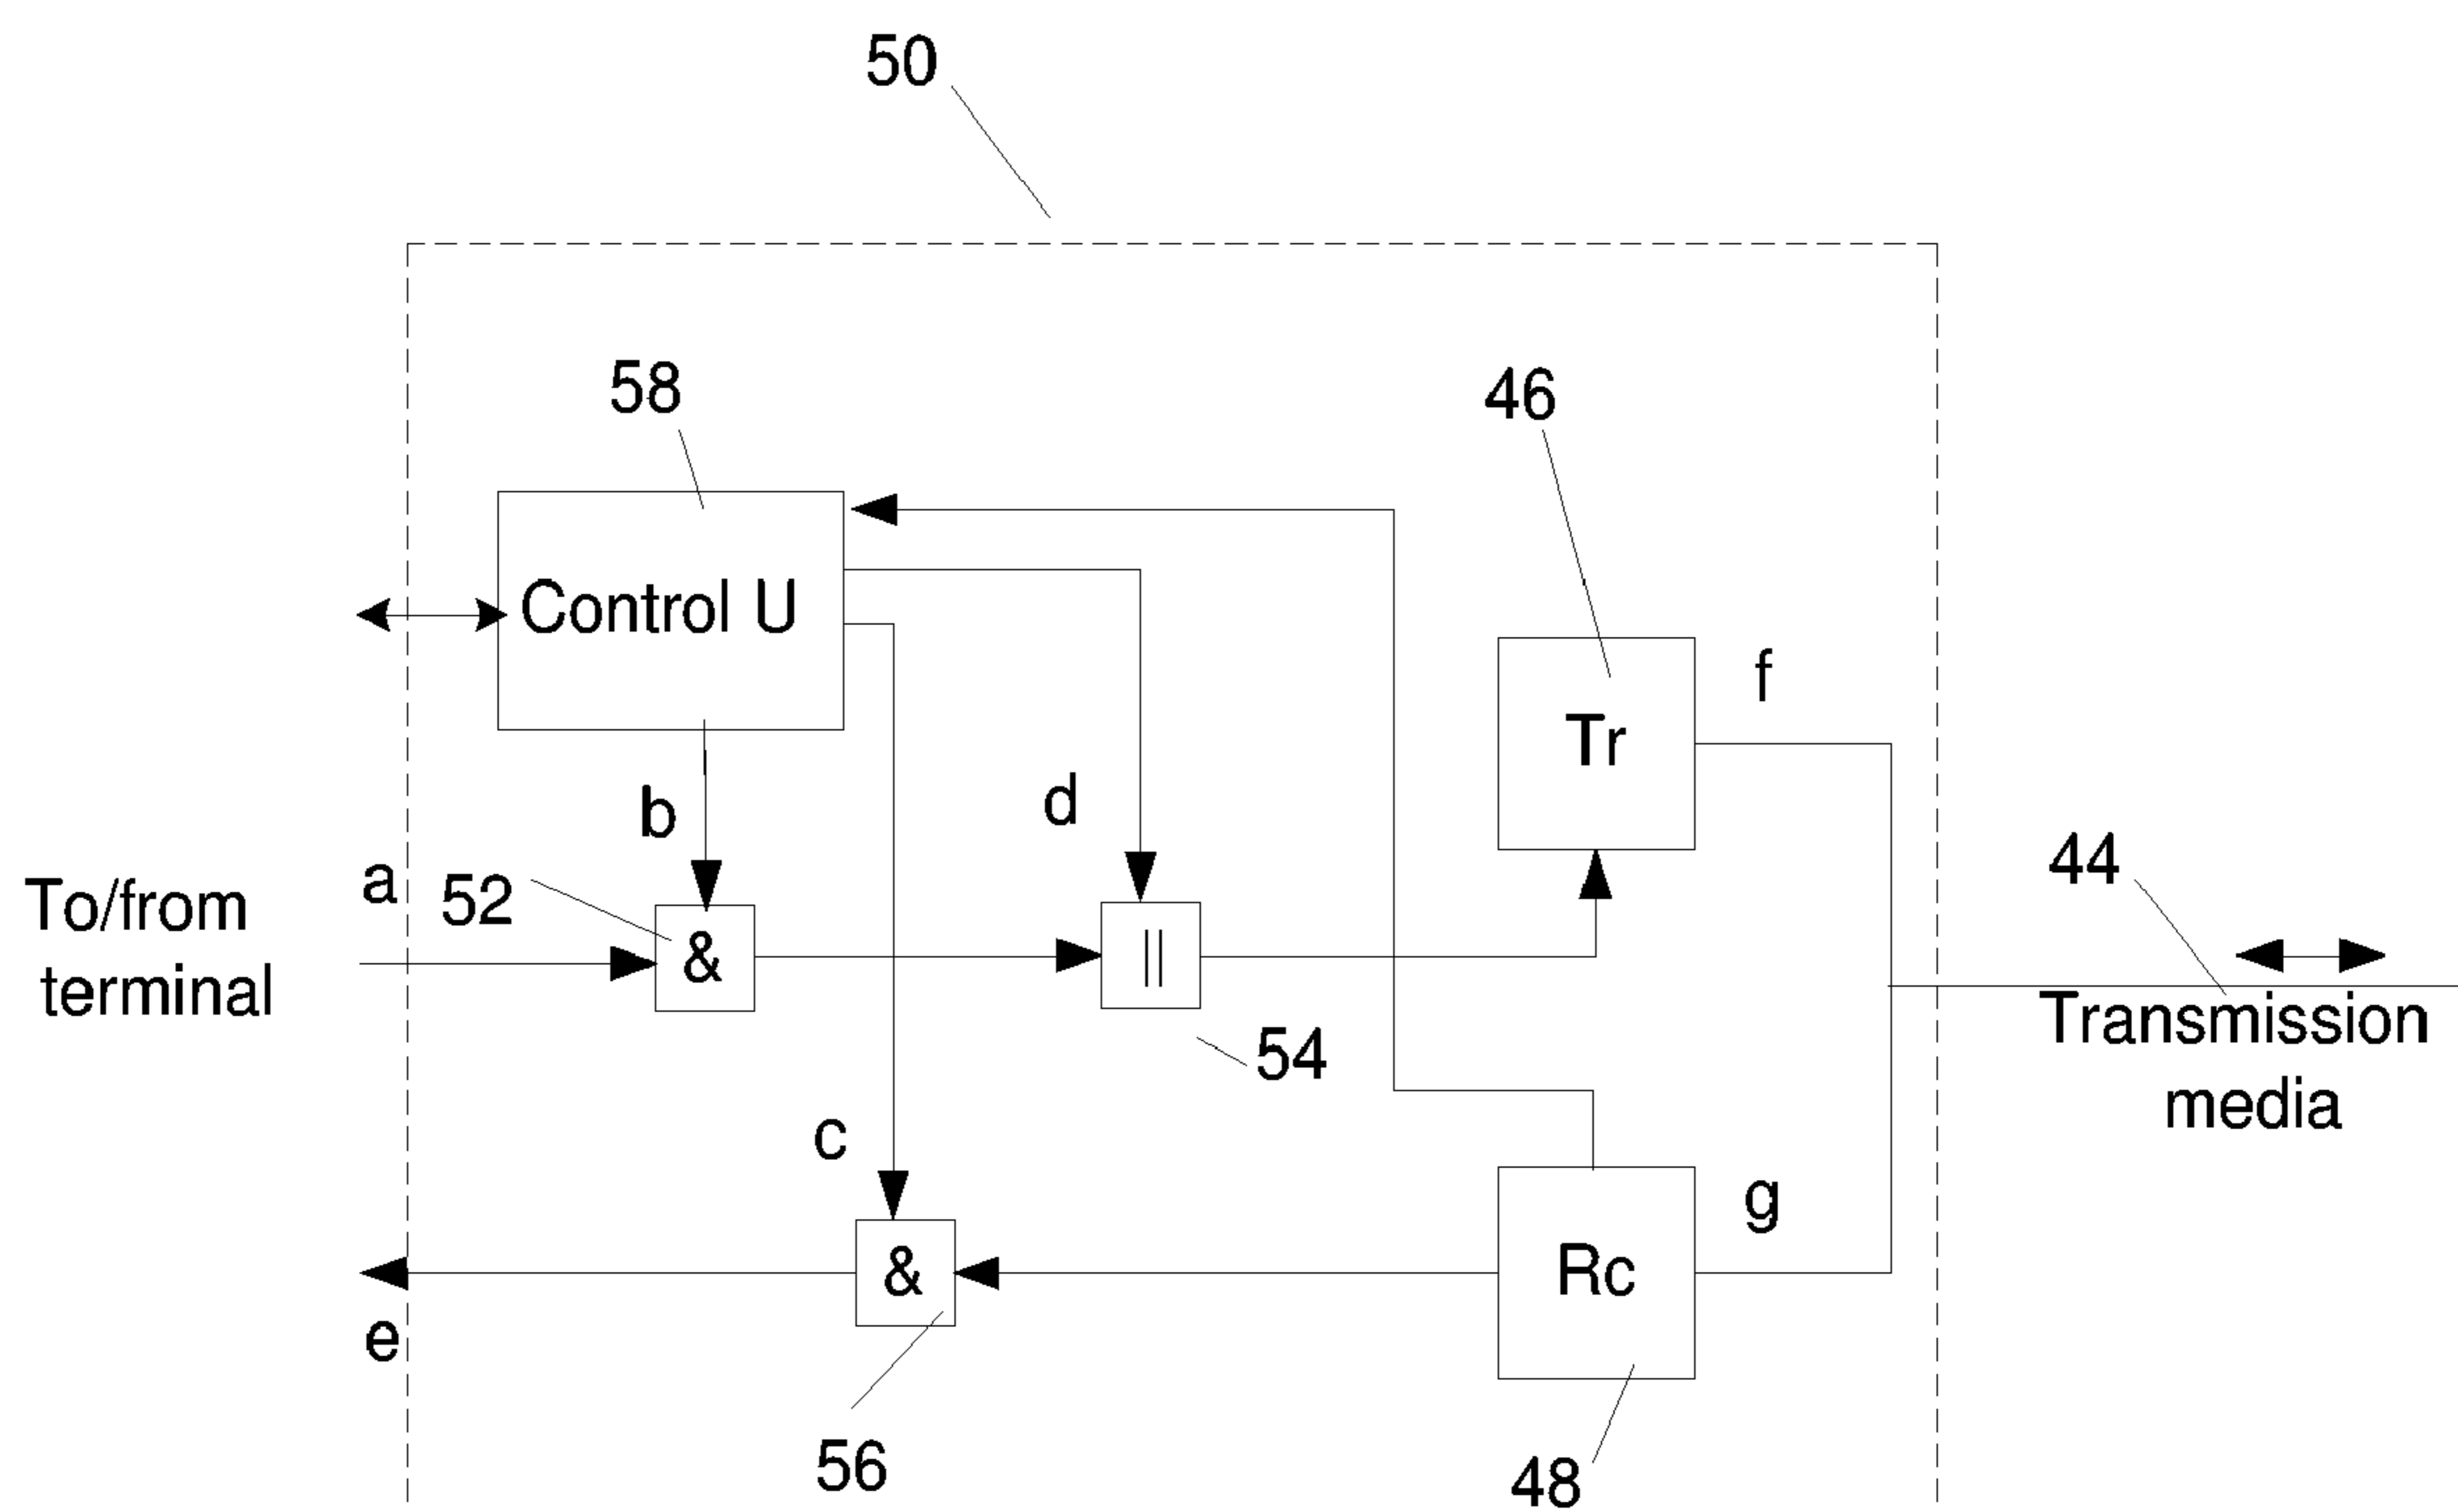 50
58
46
Control U
f
Tr
b
d
44
a
52
To/from
terminal
&
||
Transmission
media
54
c
g
&
Rc
e
56
48